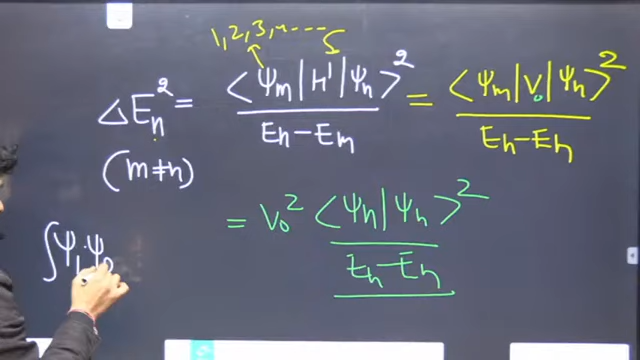 1, 2, 3, 4 ---- 5
ΔEₙ² = <ψₘ|H'|ψₙ>² / Eₙ-Eₘ = <ψₘ|V₀|ψₙ>² / Eₙ-Eₙ
(m≠n)
= V₀² <ψₙ|ψₙ>² / Eₙ-Eₙ
∫ψ₁·ψ